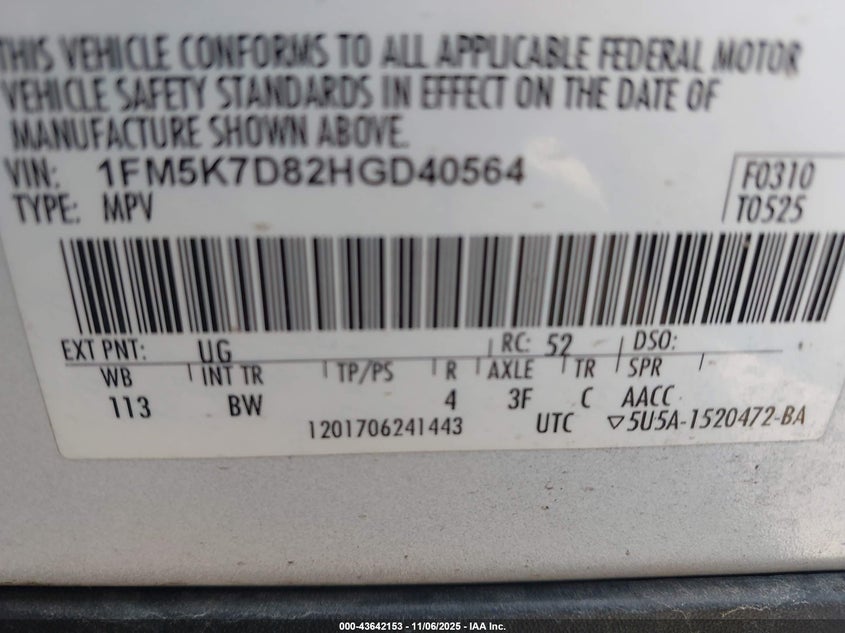 THIS VEHICLE CONFORMS TO ALL APPLICABLE FEDERAL MOTOR
VEHICLE SAFETY STANDARDS IN EFFECT ON THE DATE OF
MANUFACTURE SHOWN ABOVE.
VIN: 1FM5K7D82HGD40564
TYPE: MPV
F0310
T0525
EXT PNT: UG RC: 52 DSO:
WB INT TR TP/PS R AXLE TR SPR
113 BW 4 3F C AACC
1201706241443 UTC ▽5U5A-1520472-BA
000-43642153 - 11/06/2025 - IAA Inc.